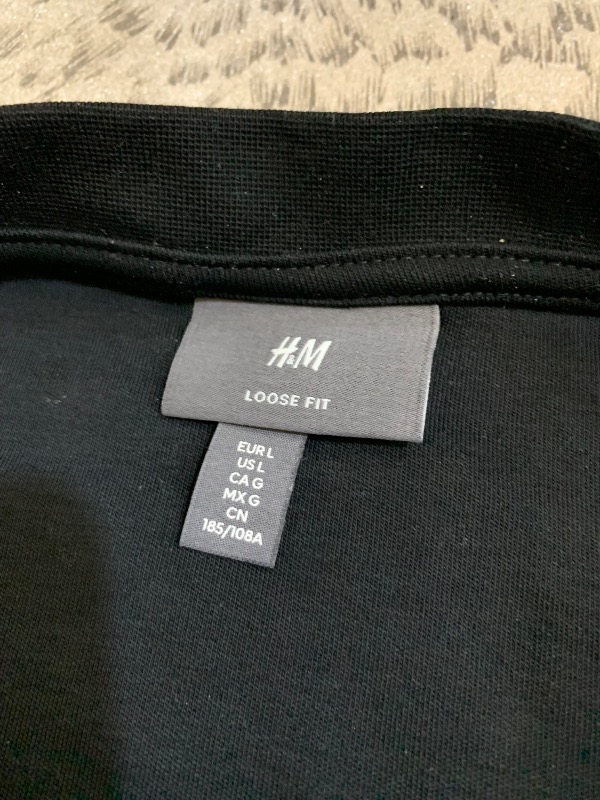 H&M
LOOSE FIT
EUR L
US L
CA G
MX G
CN
185/108A